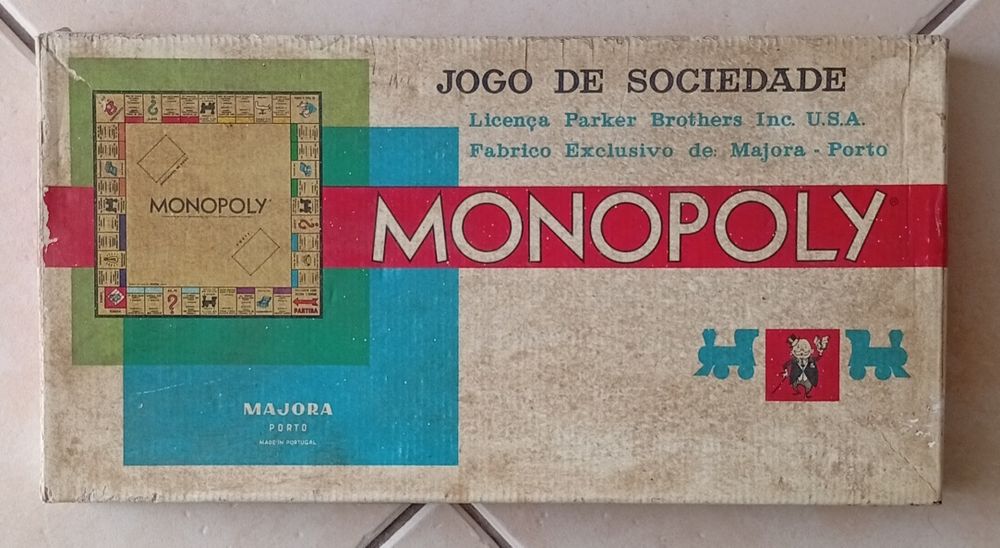 JOGO DE SOCIEDADE
Licença Parker Brothers Inc. U.S.A.
Fabrico Exclusivo de: Majora - Porto
MONOPOLY®
MONOPOLY
PARTIDA
MAJORA
PORTO
MADE IN PORTUGAL